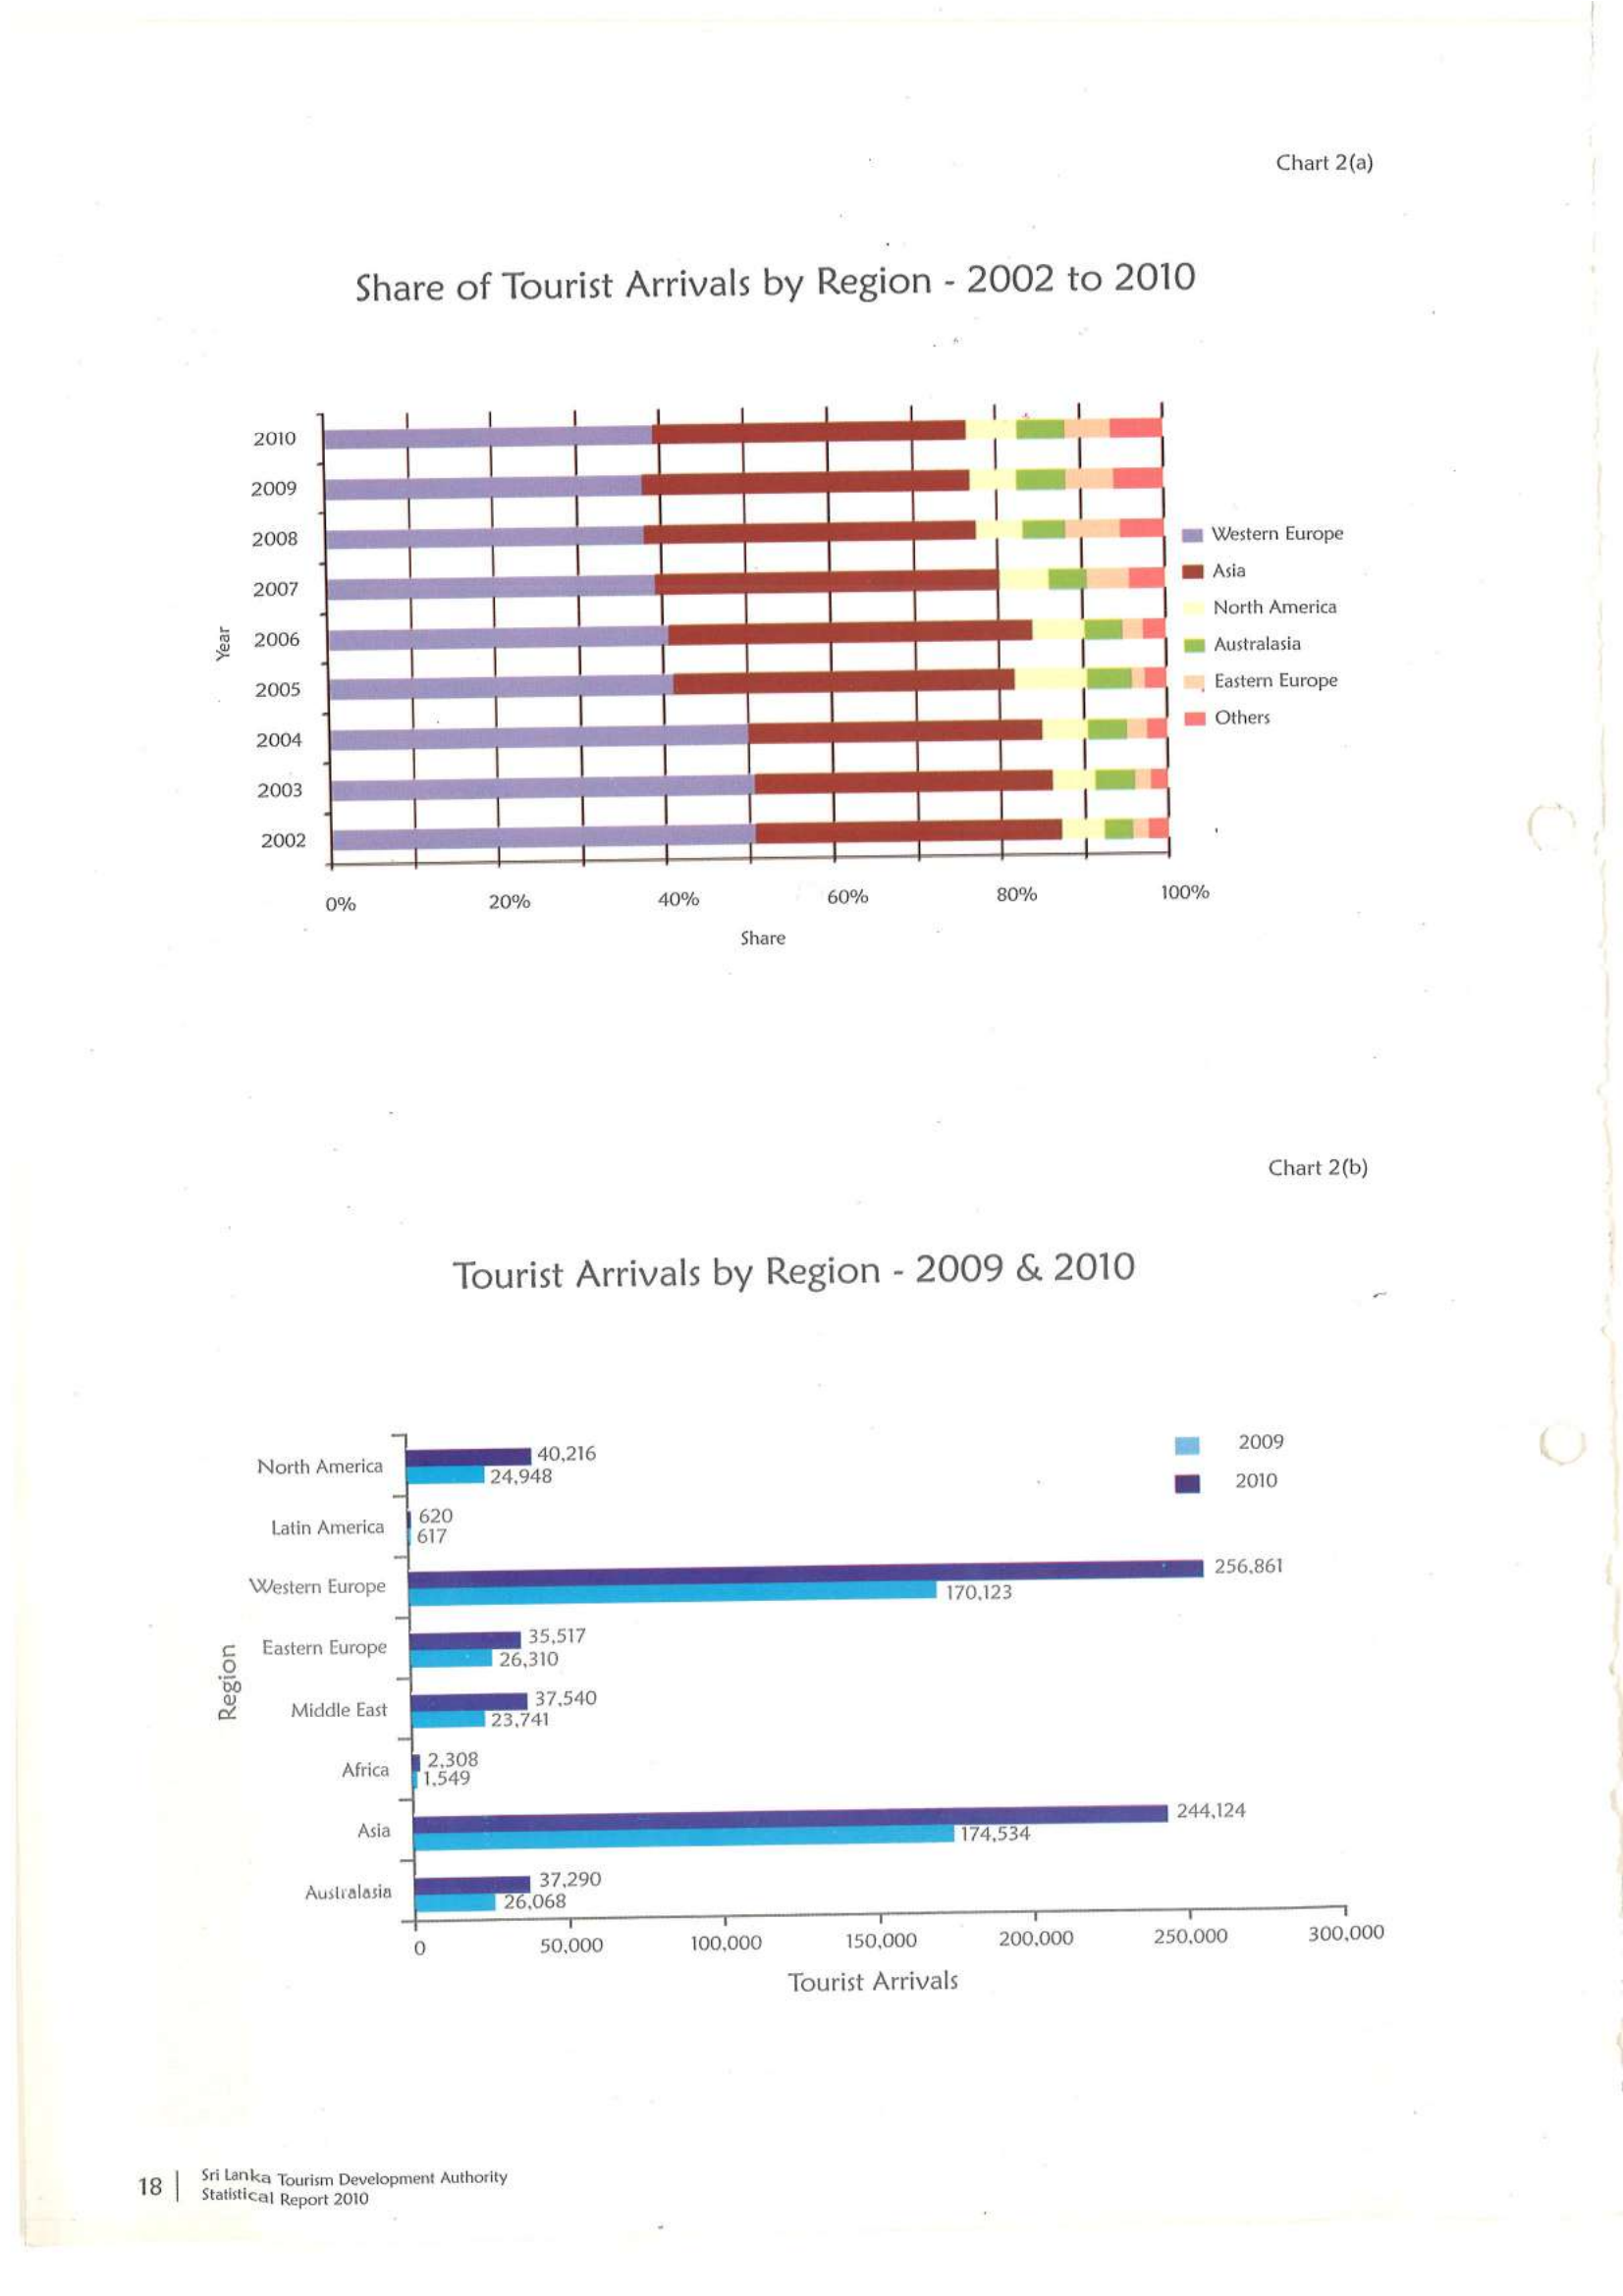 Chart 2(a)
Share of Tourist Arrivals by Region - 2002 to 2010
2010
2009
2008
2007
2006
2005
2004
2003
2002
Year
0% 20% 40% 60% 80% 100%
Share
Western Europe
Asia
North America
Australasia
Eastern Europe
Others
Chart 2(b)
Tourist Arrivals by Region - 2009 & 2010
2009
2010
Region
North America 40,216
24,948
Latin America 620
617
Western Europe 256,861
170,123
Eastern Europe 35,517
26,310
Middle East 37,540
23,741
Africa 2,308
1,549
Asia 244,124
174,534
Australasia 37,290
26,068
0 50,000 100,000 150,000 200,000 250,000 300,000
Tourist Arrivals
18
Sri Lanka Tourism Development Authority
Statistical Report 2010